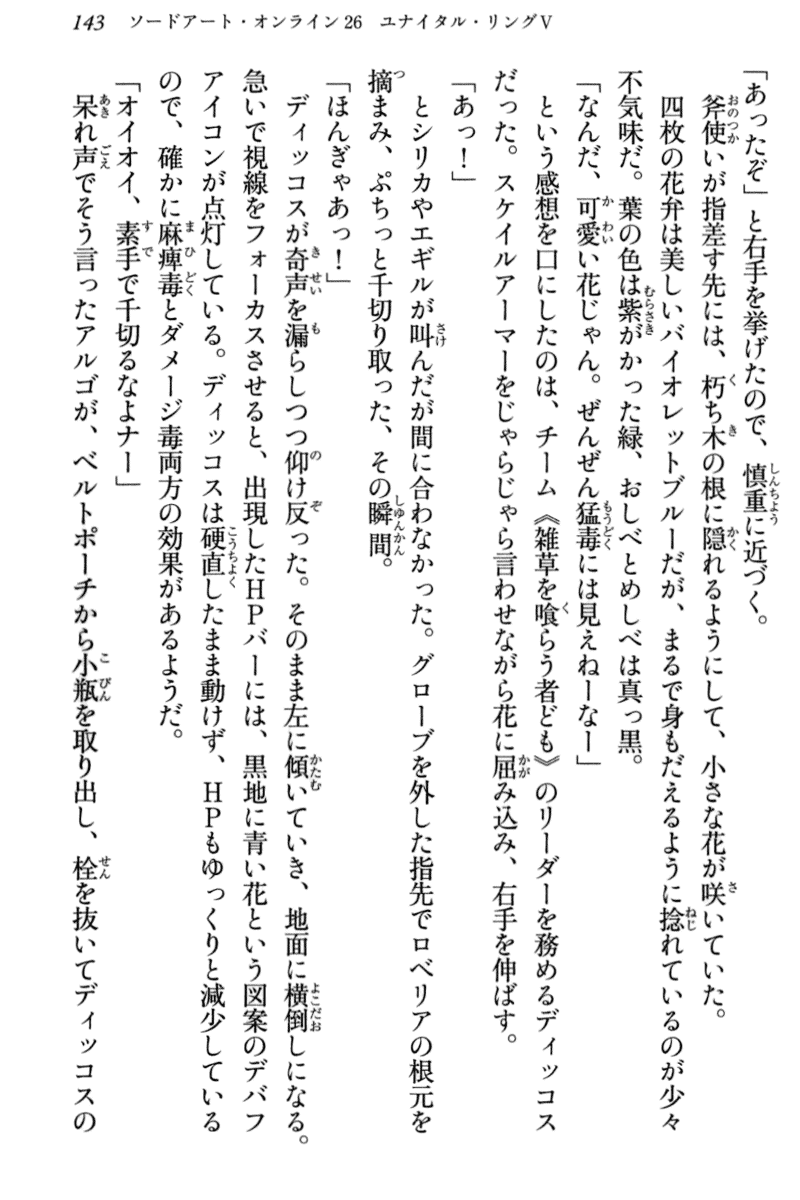 143　ソードアート・オンライン26　ユナイタル・リングⅤ
「あったぞ」と右手を挙げたので、慎重に近づく。
斧使いが指差す先には、朽ち木の根に隠れるようにして、小さな花が咲いていた。
四枚の花弁は美しいバイオレットブルーだが、まるで身もだえるように捻れているのが少々
不気味だ。葉の色は紫がかった緑、おしべとめしべは真っ黒。
「なんだ、可愛い花じゃん。ぜんぜん猛毒には見えねーなー」
という感想を口にしたのは、チーム《雑草を喰らう者ども》のリーダーを務めるディッコス
だった。スケイルアーマーをじゃらじゃら言わせながら花に屈み込み、右手を伸ばす。
「あっ！」
とシリカやエギルが叫んだが間に合わなかった。グローブを外した指先でロベリアの根元を
摘まみ、ぷちっと千切り取った、その瞬間。
「ほんぎゃあっ！」
ディッコスが奇声を漏らしつつ仰け反った。そのまま左に傾いていき、地面に横倒しになる。
急いで視線をフォーカスさせると、出現したＨＰバーには、黒地に青い花という図案のデバフ
アイコンが点灯している。ディッコスは硬直したまま動けず、ＨＰもゆっくりと減少している
ので、確かに麻痺毒とダメージ毒両方の効果があるようだ。
「オイオイ、素手で千切るなよナー」
呆れ声でそう言ったアルゴが、ベルトポーチから小瓶を取り出し、栓を抜いてディッコスの